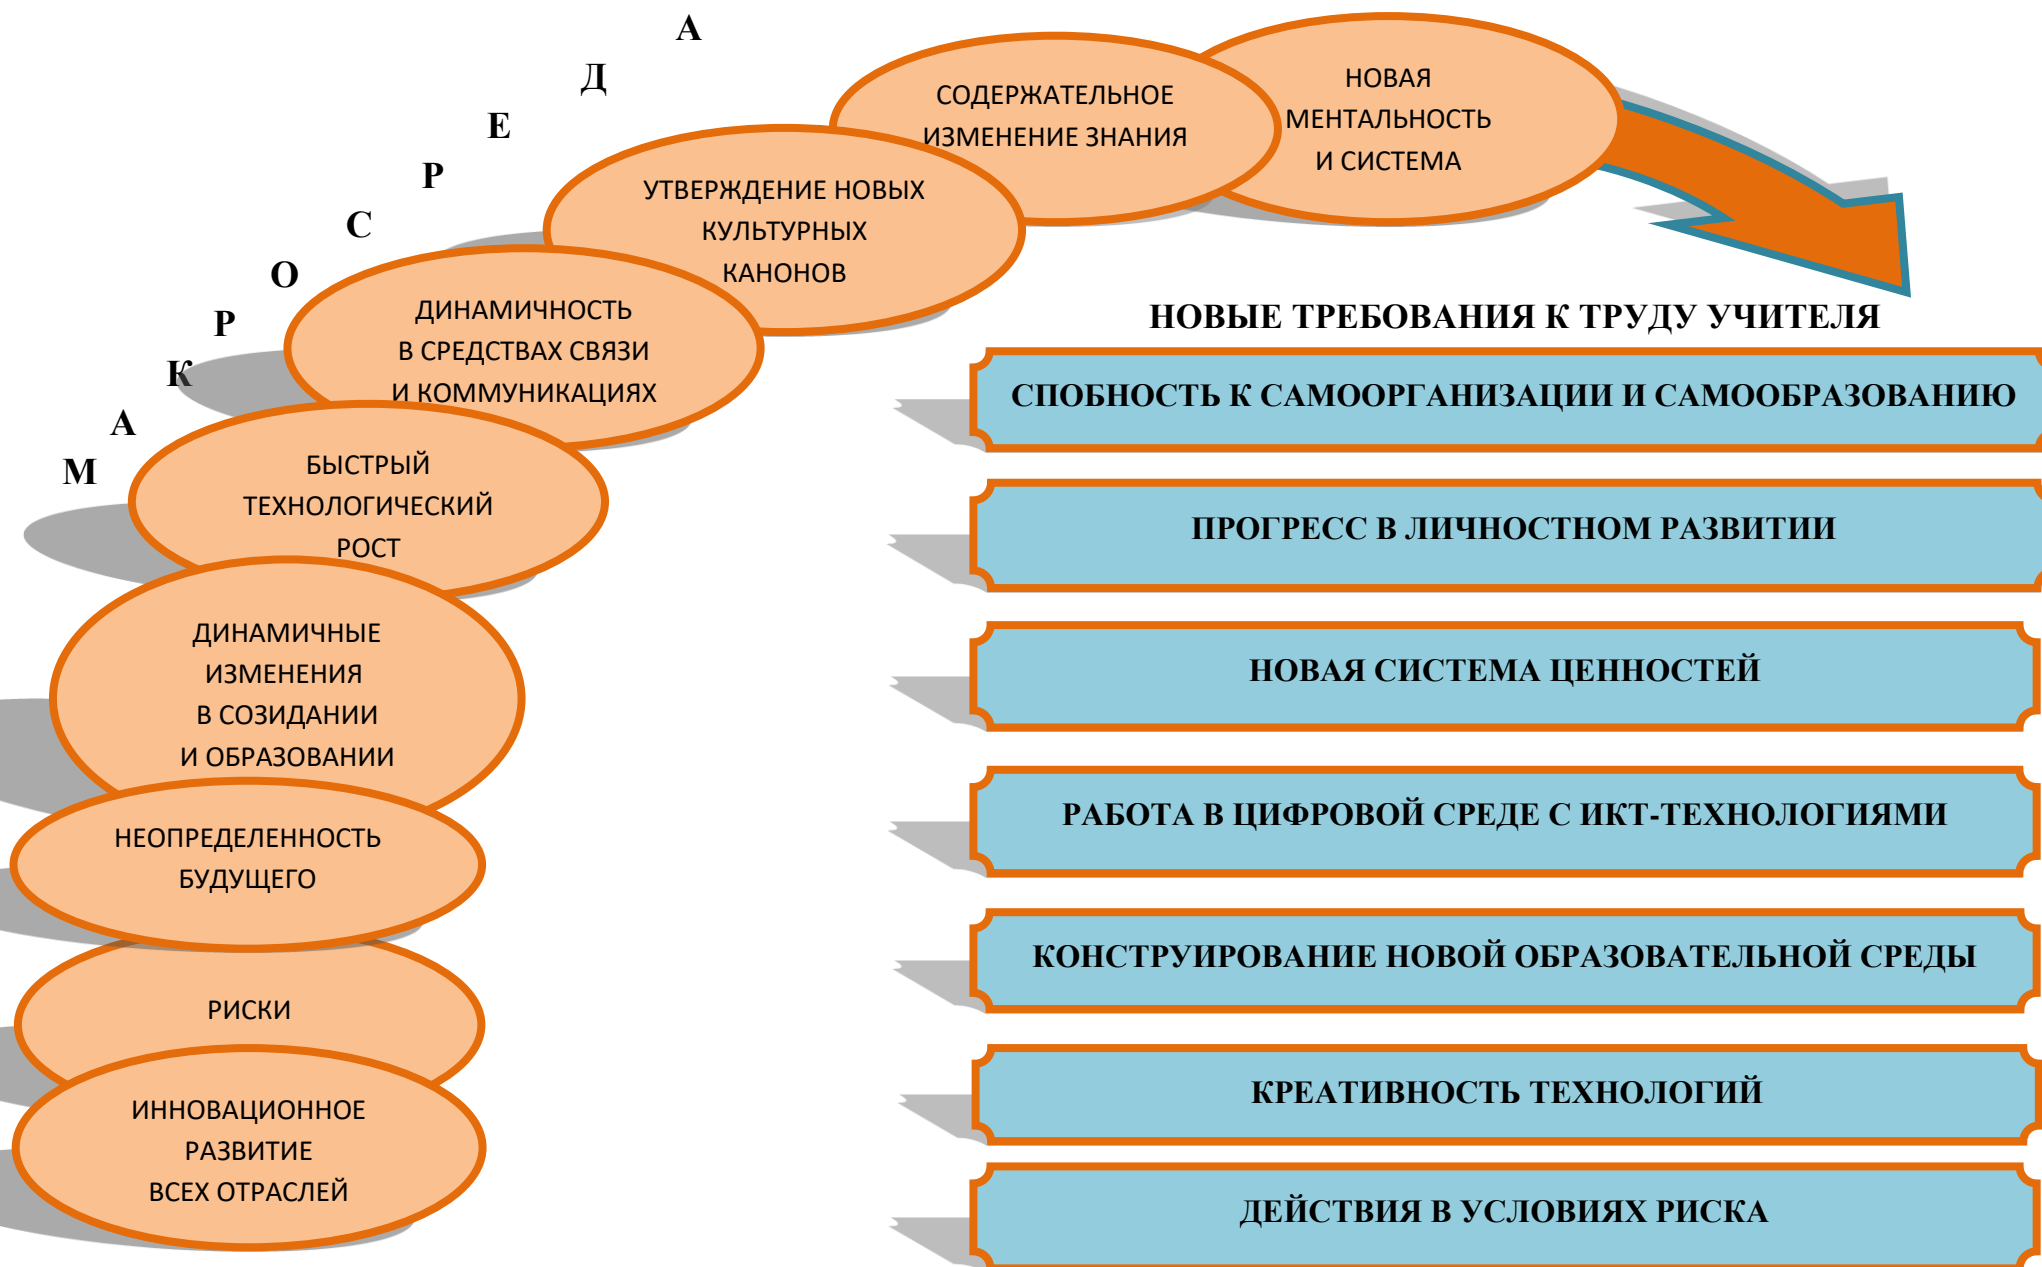 МАКРОСРЕДА
НОВАЯ
МЕНТАЛЬНОСТЬ
И СИСТЕМА
СОДЕРЖАТЕЛЬНОЕ
ИЗМЕНЕНИЕ ЗНАНИЯ
УТВЕРЖДЕНИЕ НОВЫХ
КУЛЬТУРНЫХ
КАНОНОВ
ДИНАМИЧНОСТЬ
В СРЕДСТВАХ СВЯЗИ
И КОММУНИКАЦИЯХ
БЫСТРЫЙ
ТЕХНОЛОГИЧЕСКИЙ
РОСТ
ДИНАМИЧНЫЕ
ИЗМЕНЕНИЯ
В СОЗИДАНИИ
И ОБРАЗОВАНИИ
НЕОПРЕДЕЛЕННОСТЬ
БУДУЩЕГО
РИСКИ
ИННОВАЦИОННОЕ
РАЗВИТИЕ
ВСЕХ ОТРАСЛЕЙ
НОВЫЕ ТРЕБОВАНИЯ К ТРУДУ УЧИТЕЛЯ
СПОБНОСТЬ К САМООРГАНИЗАЦИИ И САМООБРАЗОВАНИЮ
ПРОГРЕСС В ЛИЧНОСТНОМ РАЗВИТИИ
НОВАЯ СИСТЕМА ЦЕННОСТЕЙ
РАБОТА В ЦИФРОВОЙ СРЕДЕ С ИКТ-ТЕХНОЛОГИЯМИ
КОНСТРУИРОВАНИЕ НОВОЙ ОБРАЗОВАТЕЛЬНОЙ СРЕДЫ
КРЕАТИВНОСТЬ ТЕХНОЛОГИЙ
ДЕЙСТВИЯ В УСЛОВИЯХ РИСКА